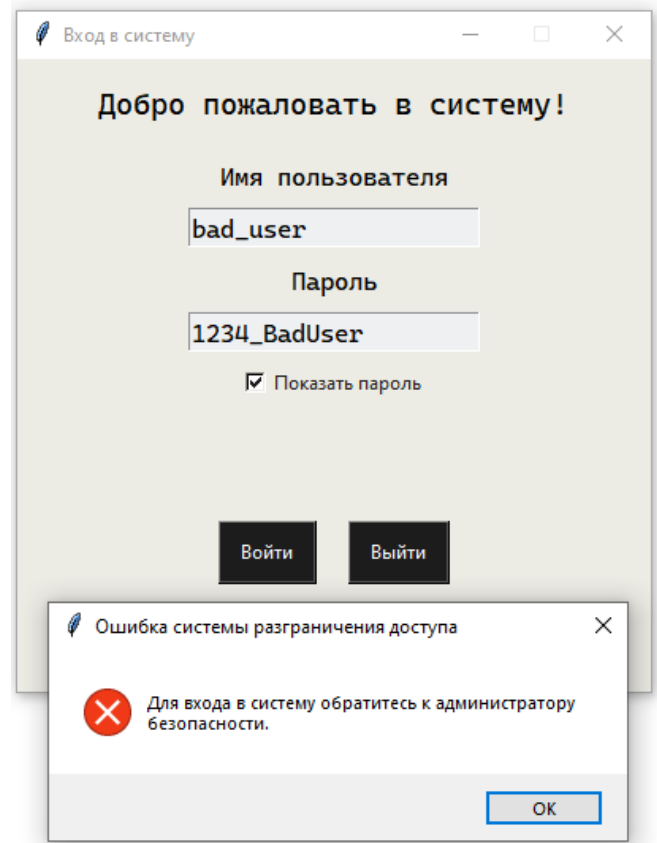 Вход в систему
Добро пожаловать в систему!
Имя пользователя
bad_user
Пароль
1234_BadUser
Показать пароль
Войти Выйти
Ошибка системы разграничения доступа
Для входа в систему обратитесь к администратору
безопасности.
OK